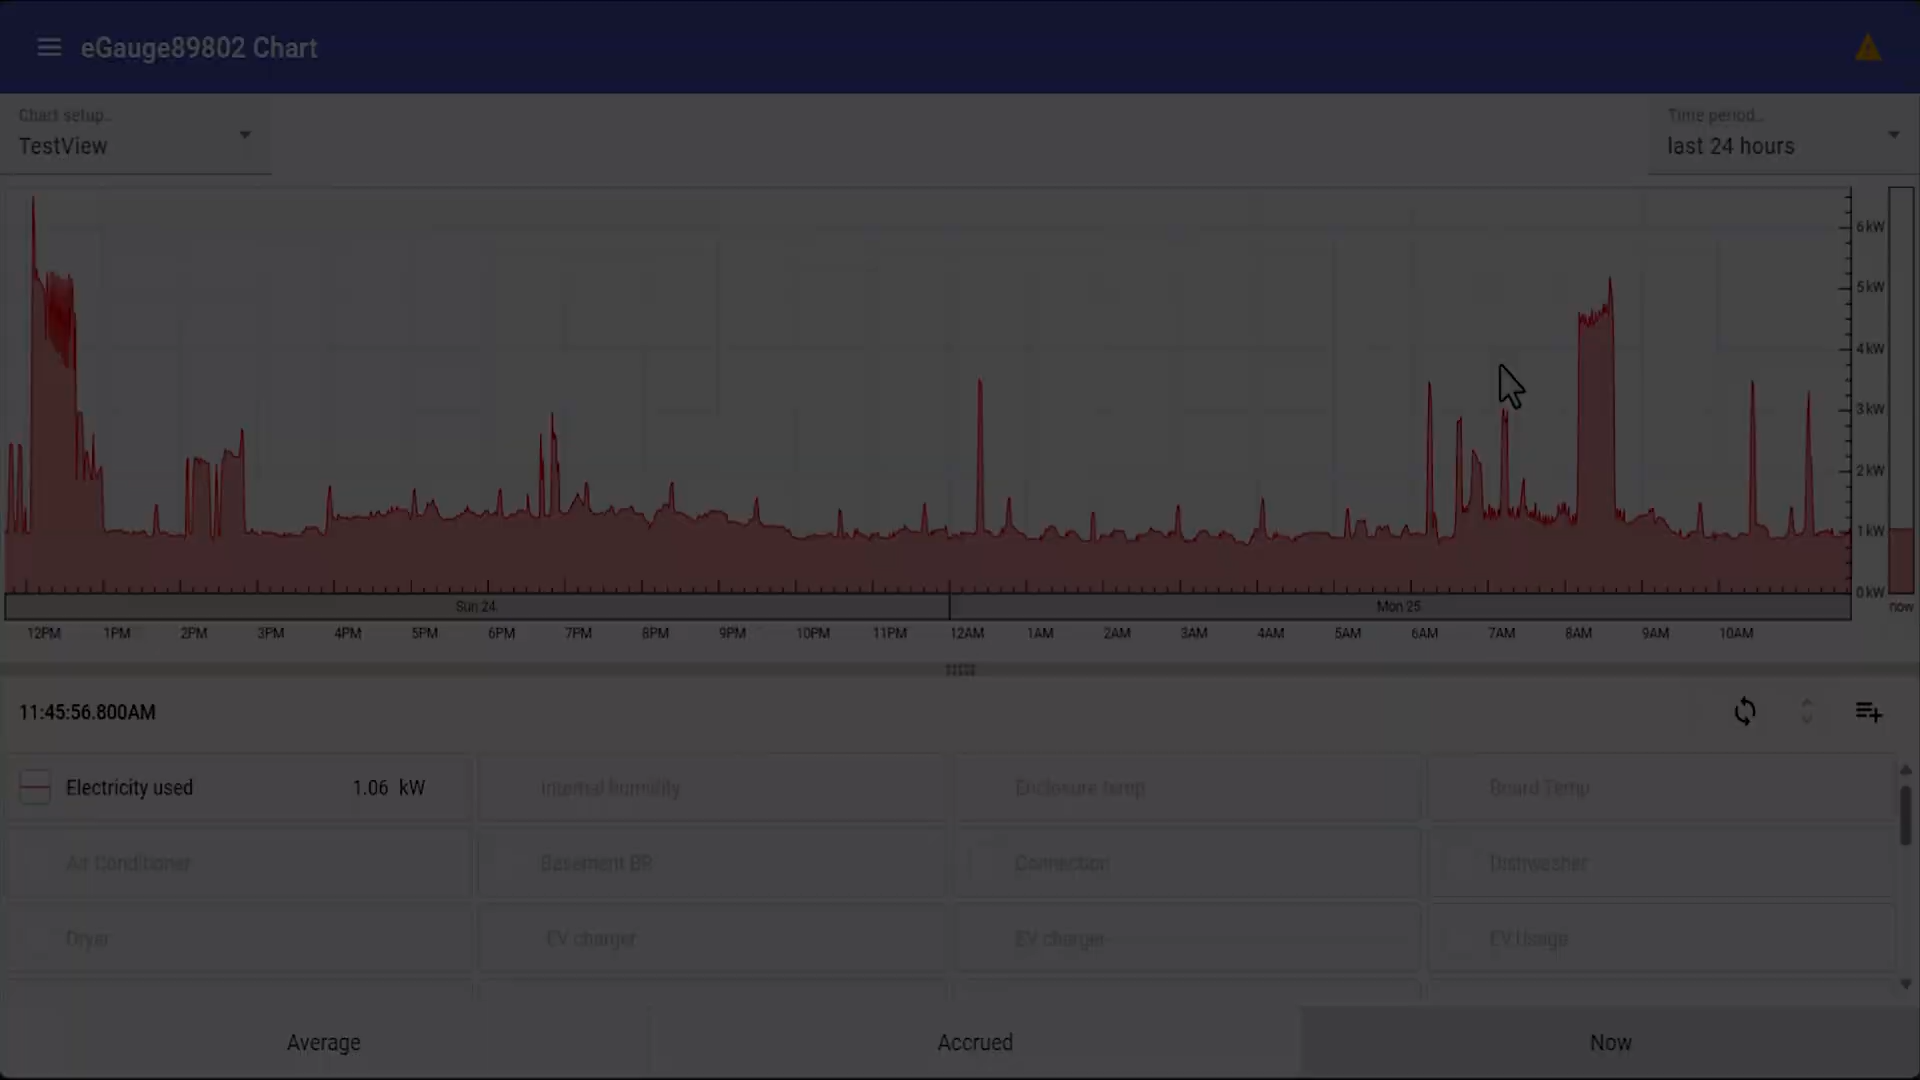 eGauge89802 Chart
Chart setup...
TestView
Time period...
last 24 hours
6 kW
5 kW
4 kW
3 kW
2 kW
1 kW
0 kW
now
Sun 24
Mon 25
12PM 1PM 2PM 3PM 4PM 5PM 6PM 7PM 8PM 9PM 10PM 11PM 12AM 1AM 2AM 3AM 4AM 5AM 6AM 7AM 8AM 9AM 10AM
11:45:56.800AM
Electricity used 1.06 kW
Internal humidity
Enclosure temp
Board Temp
Air Conditioner
Basement BR
Connection
Dishwasher
Dryer
EV charger
EV charger
EV Usage
Average
Accrued
Now